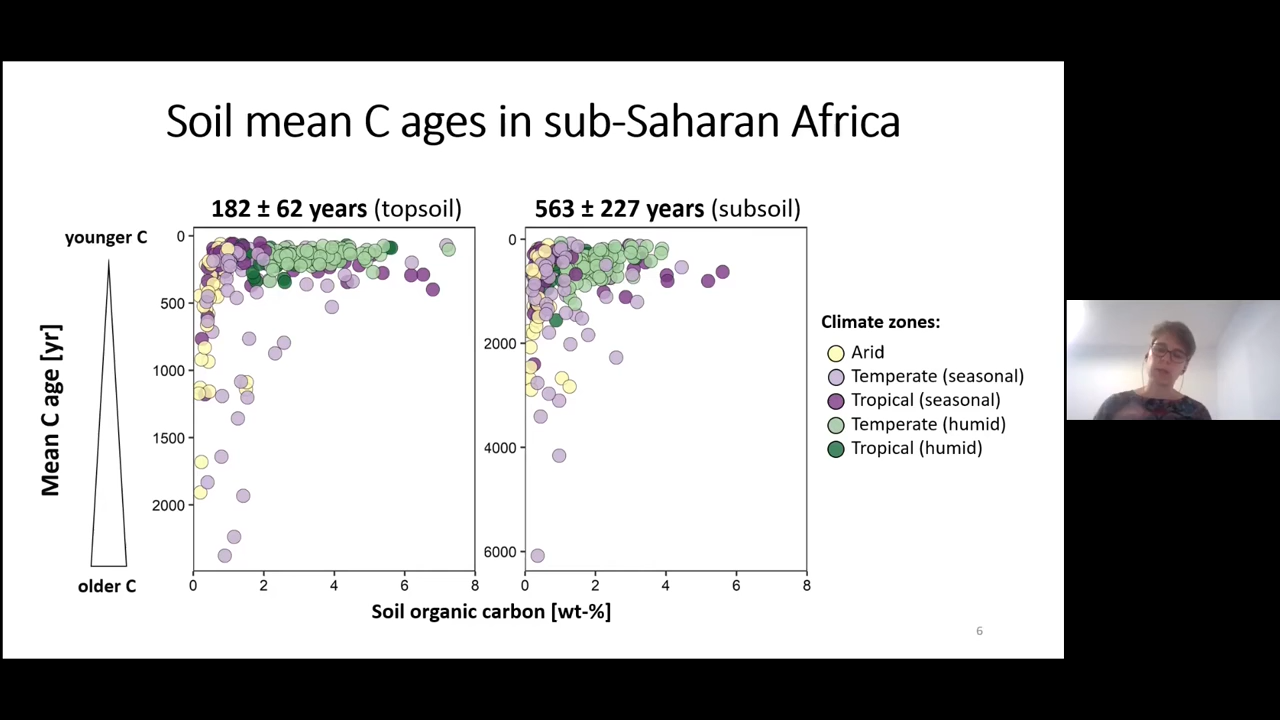 Soil mean C ages in sub-Saharan Africa
182 ± 62 years (topsoil)
563 ± 227 years (subsoil)
younger C
older C
Mean C age [yr]
0
500
1000
1500
2000
0
2 
4
6
8
0
2000
4000
6000
0
2
4
6
8
Soil organic carbon [wt-%]
Climate zones:
Arid
Temperate (seasonal)
Tropical (seasonal)
Temperate (humid)
Tropical (humid)
6